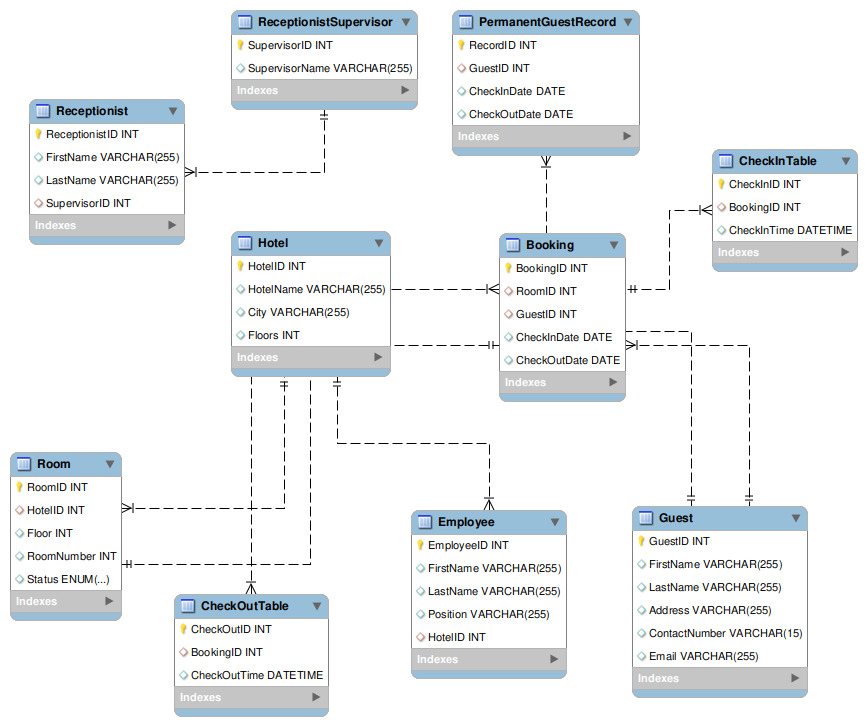 ReceptionistSupervisor
SupervisorID INT
SupervisorName VARCHAR(255)
Indexes
PermanentGuestRecord
RecordID INT
GuestID INT
CheckInDate DATE
CheckOutDate DATE
Indexes
Receptionist
ReceptionistID INT
FirstName VARCHAR(255)
LastName VARCHAR(255)
SupervisorID INT
Indexes
CheckInTable
CheckInID INT
BookingID INT
CheckInTime DATETIME
Indexes
Hotel
HotelID INT
HotelName VARCHAR(255)
City VARCHAR(255)
Floors INT
Indexes
Booking
BookingID INT
RoomID INT
GuestID INT
CheckInDate DATE
CheckOutDate DATE
Indexes
Room
RoomID INT
HotelID INT
Floor INT
RoomNumber INT
Status ENUM(...)
Indexes
CheckOutTable
CheckOutID INT
BookingID INT
CheckOutTime DATETIME
Indexes
Employee
EmployeeID INT
FirstName VARCHAR(255)
LastName VARCHAR(255)
Position VARCHAR(255)
HotelID INT
Indexes
Guest
GuestID INT
FirstName VARCHAR(255)
LastName VARCHAR(255)
Address VARCHAR(255)
ContactNumber VARCHAR(15)
Email VARCHAR(255)
Indexes